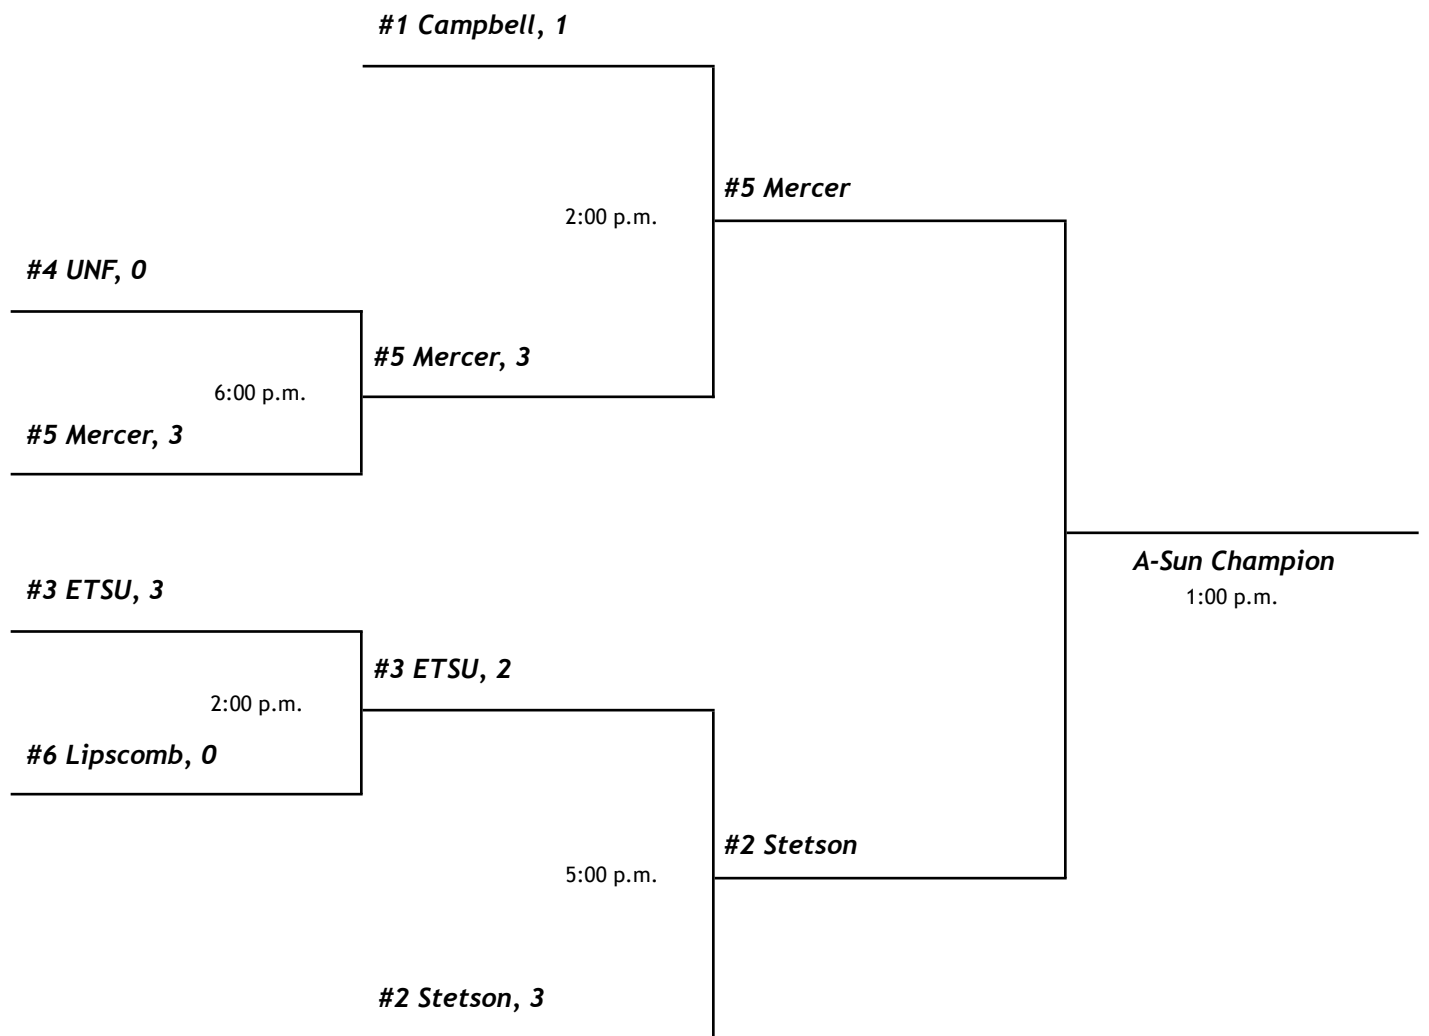 #1 Campbell, 1
#5 Mercer
2:00 p.m.
#4 UNF, 0
#5 Mercer, 3
6:00 p.m.
#5 Mercer, 3
A-Sun Champion
1:00 p.m.
#3 ETSU, 3
#3 ETSU, 2
2:00 p.m.
#6 Lipscomb, 0
#2 Stetson
5:00 p.m.
#2 Stetson, 3